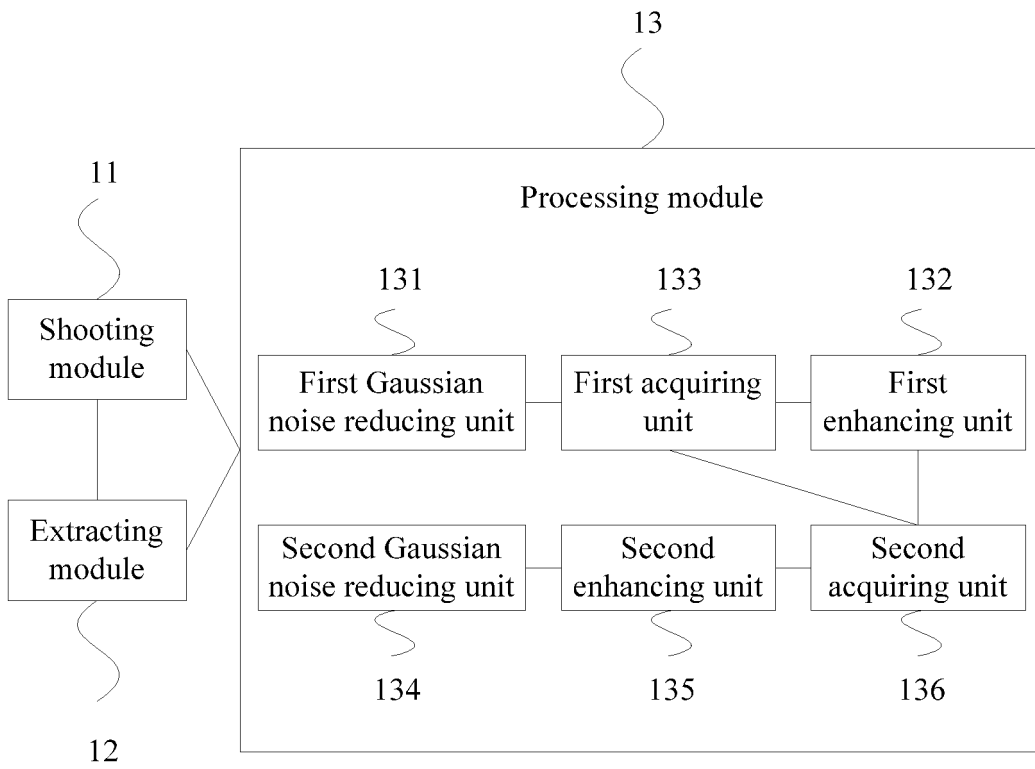 13
11
Processing module
131
133
132
Shooting
module
First Gaussian
noise reducing unit
First acquiring
unit
First
enhancing unit
Extracting
module
Second Gaussian
noise reducing unit
Second
enhancing unit
Second
acquiring unit
134
135
136
12